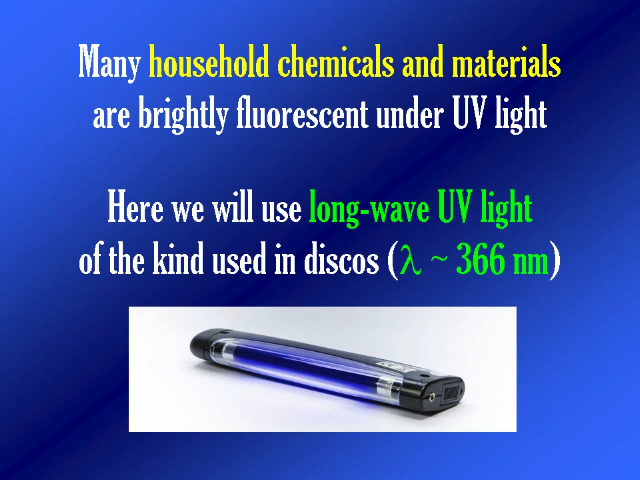 Many household chemicals and materials
are brightly fluorescent under UV light
Here we will use long-wave UV light
of the kind used in discos (λ ~ 366 nm)